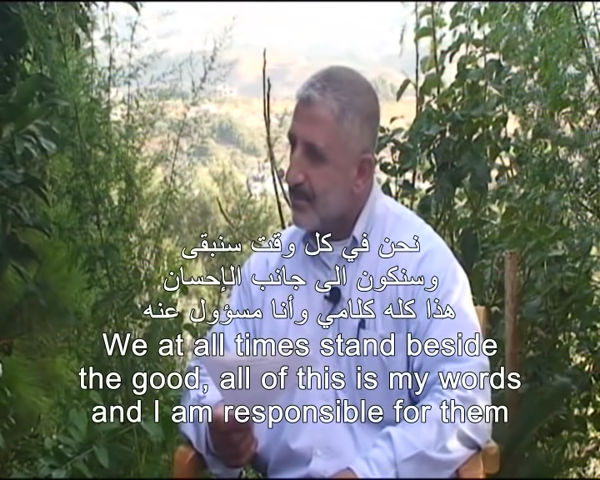 نحن في كل وقت سنبقى
وسنكون الى جانب الإحسان
هذا كله كلامي وأنا مسؤول عنه
We at all times stand beside
the good, all of this is my words
and I am responsible for them